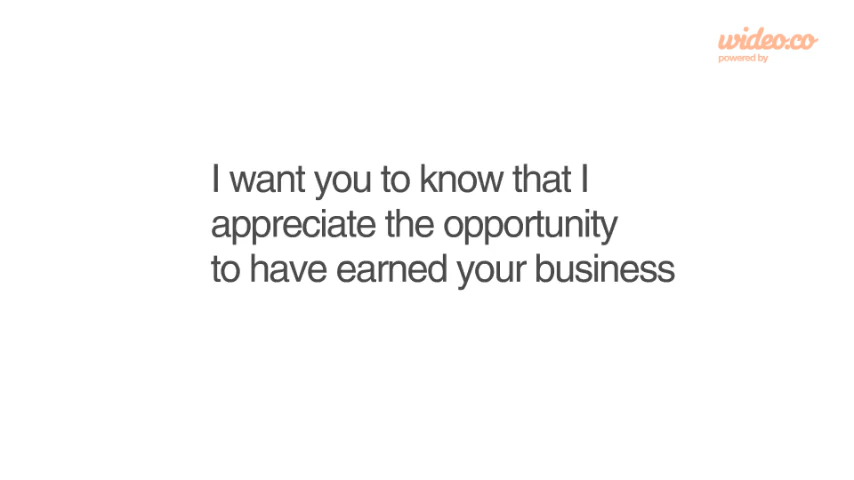 wideo.co
powered by
I want you to know that I
appreciate the opportunity
to have earned your business